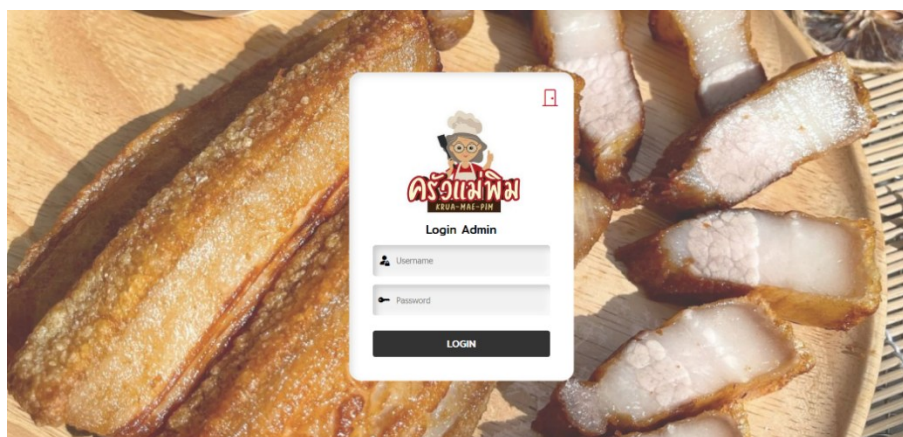 ครัวแม่พิม
KRUA-MAE-PIM
Login Admin
Username
Password
LOGIN